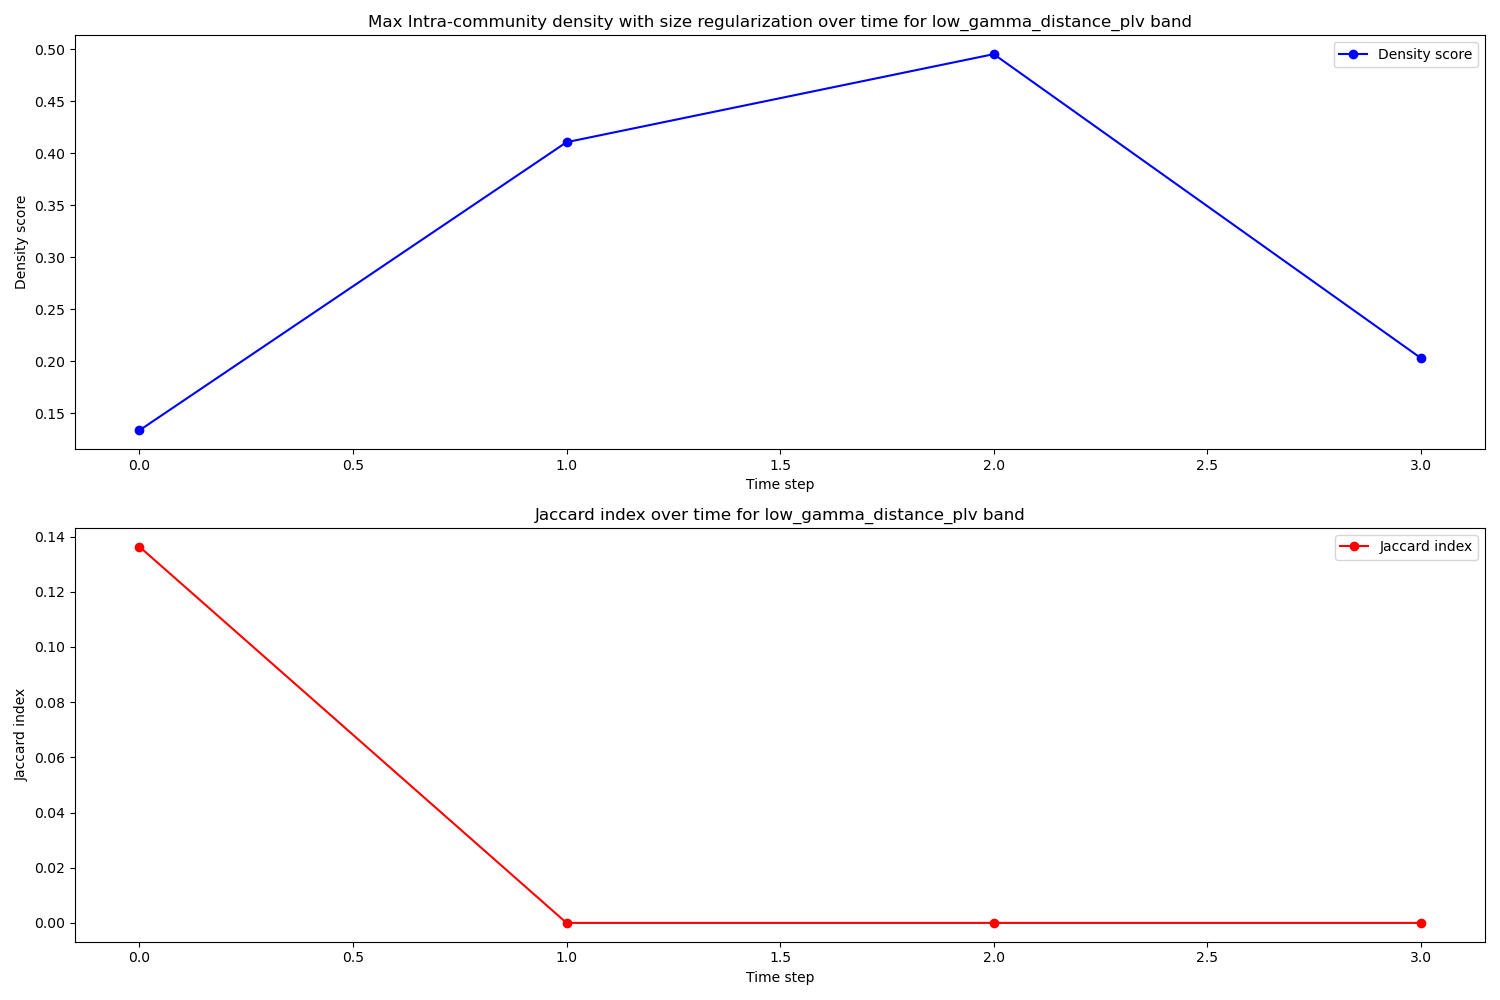 Max Intra-community density with size regularization over time for low_gamma_distance_plv band
Density score
0.50
0.45
0.40
0.35
0.30
0.25
0.20
0.15
Density score
0.0 0.5 1.0 1.5 2.0 2.5 3.0
Time step
Jaccard index over time for low_gamma_distance_plv band
Jaccard index
0.14
0.12
0.10
0.08
0.06
0.04
0.02
0.00
Jaccard index
0.0 0.5 1.0 1.5 2.0 2.5 3.0
Time step